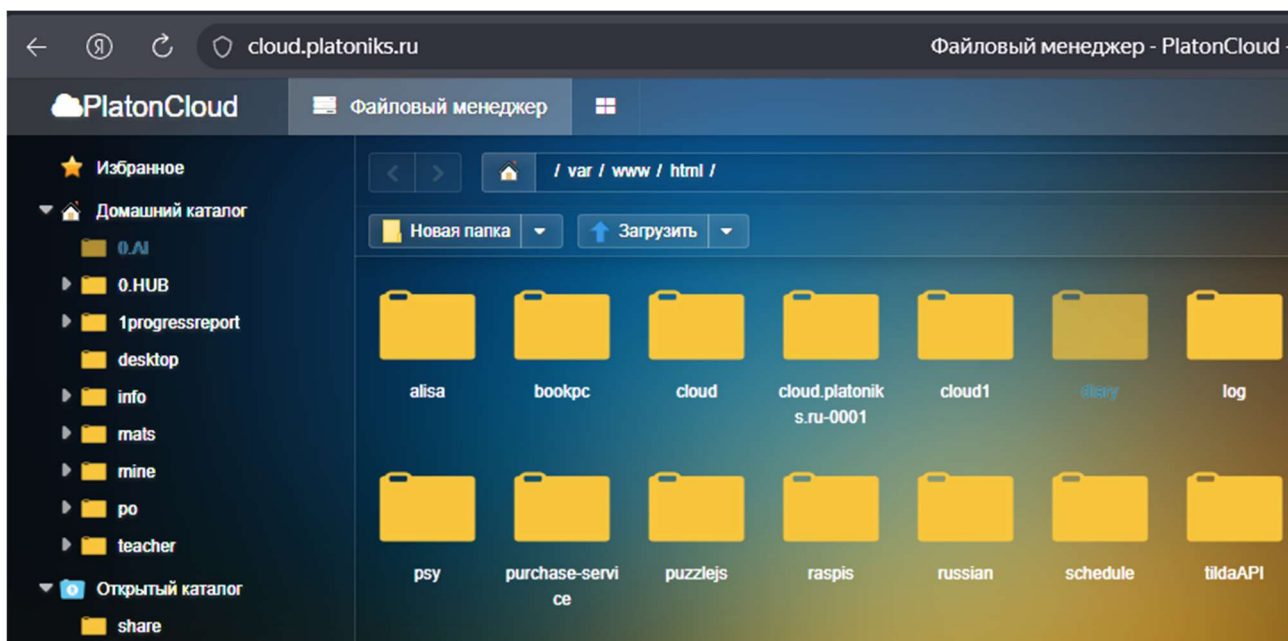 cloud.platoniks.ru
Файловый менеджер - PlatonCloud -
PlatonCloud
Файловый менеджер
Избранное
Домашний каталог
0.AI
0.HUB
1progressreport
desktop
info
mats
mine
po
teacher
Открытый каталог
share
/ var / www / html /
Новая папка
Загрузить
alisa
bookpc
cloud
cloud.platonik
s.ru-0001
cloud1
diary
log
psy
purchase-servi
ce
puzzlejs
raspis
russian
schedule
tildaAPI